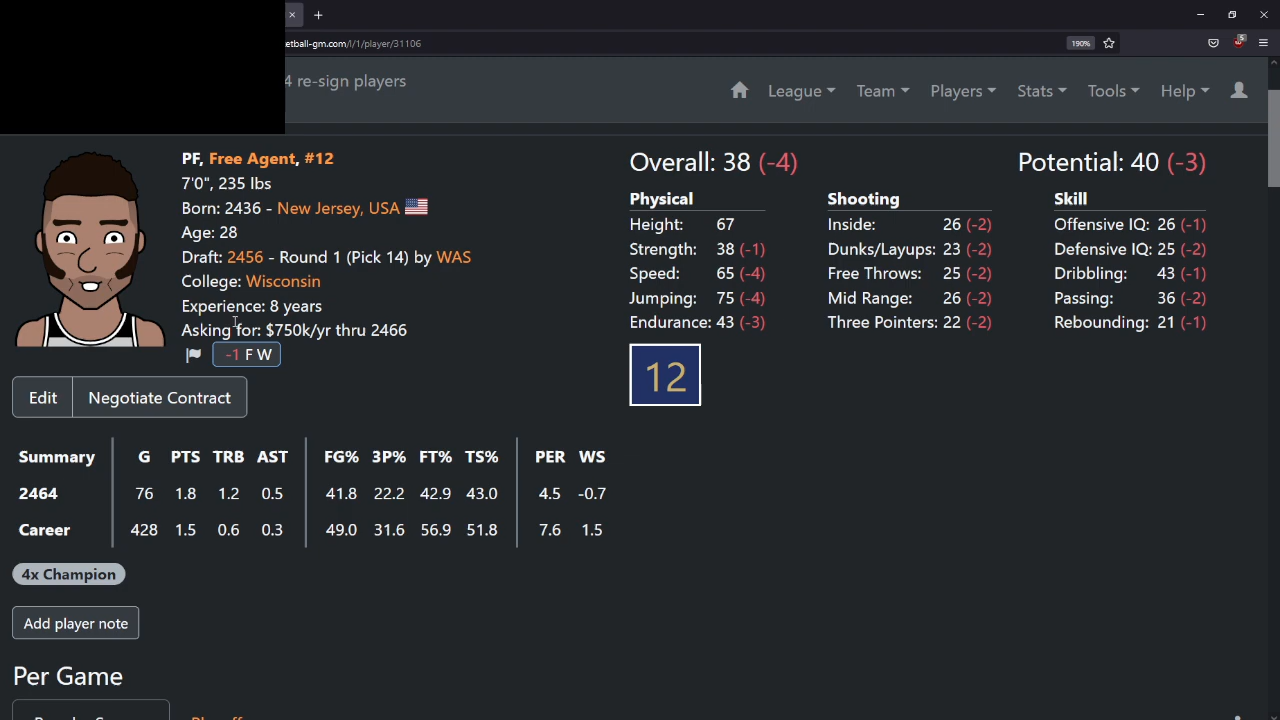 etball-gm.com/l/1/player/31106
190%
5
4 re-sign players
League Team Players Stats Tools Help
PF, Free Agent, #12
7'0", 235 lbs
Born: 2436 - New Jersey, USA
Age: 28
Draft: 2456 - Round 1 (Pick 14) by WAS
College: Wisconsin
Experience: 8 years
Asking for: $750k/yr thru 2466
-1 F W
Edit Negotiate Contract
Overall: 38 (-4) Potential: 40 (-3)
Physical Shooting Skill
Height: 67 Inside: 26 (-2) Offensive IQ: 26 (-1)
Strength: 38 (-1) Dunks/Layups: 23 (-2) Defensive IQ: 25 (-2)
Speed: 65 (-4) Free Throws: 25 (-2) Dribbling: 43 (-1)
Jumping: 75 (-4) Mid Range: 26 (-2) Passing: 36 (-2)
Endurance: 43 (-3) Three Pointers: 22 (-2) Rebounding: 21 (-1)
12
Summary G PTS TRB AST FG% 3P% FT% TS% PER WS
2464 76 1.8 1.2 0.5 41.8 22.2 42.9 43.0 4.5 -0.7
Career 428 1.5 0.6 0.3 49.0 31.6 56.9 51.8 7.6 1.5
4x Champion
Add player note
Per Game